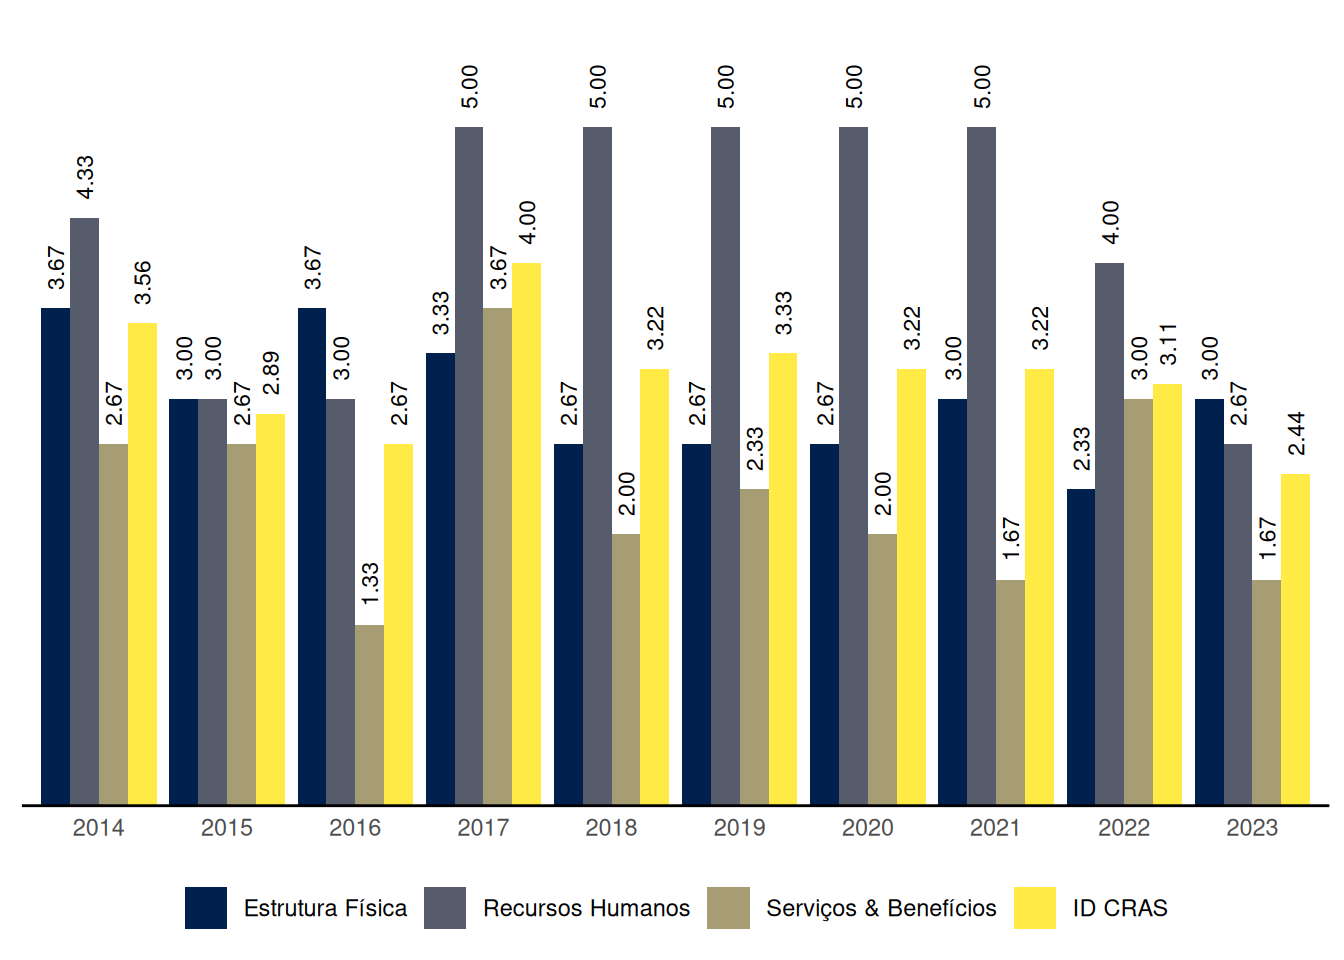 5.00 5.00 5.00 5.00 5.00
4.33
4.00 4.00
3.67 3.56 3.67 3.67
3.33 3.22 3.33 3.22 3.22
3.00 3.00 2.89 3.00 3.00 3.00 3.11 3.00
2.67 2.67 2.67 2.67 2.67 2.67 2.67
2.33 2.33 2.44
2.00 2.00
1.67 1.67
1.33
2014 2015 2016 2017 2018 2019 2020 2021 2022 2023
Estrutura Física Recursos Humanos Serviços & Benefícios ID CRAS